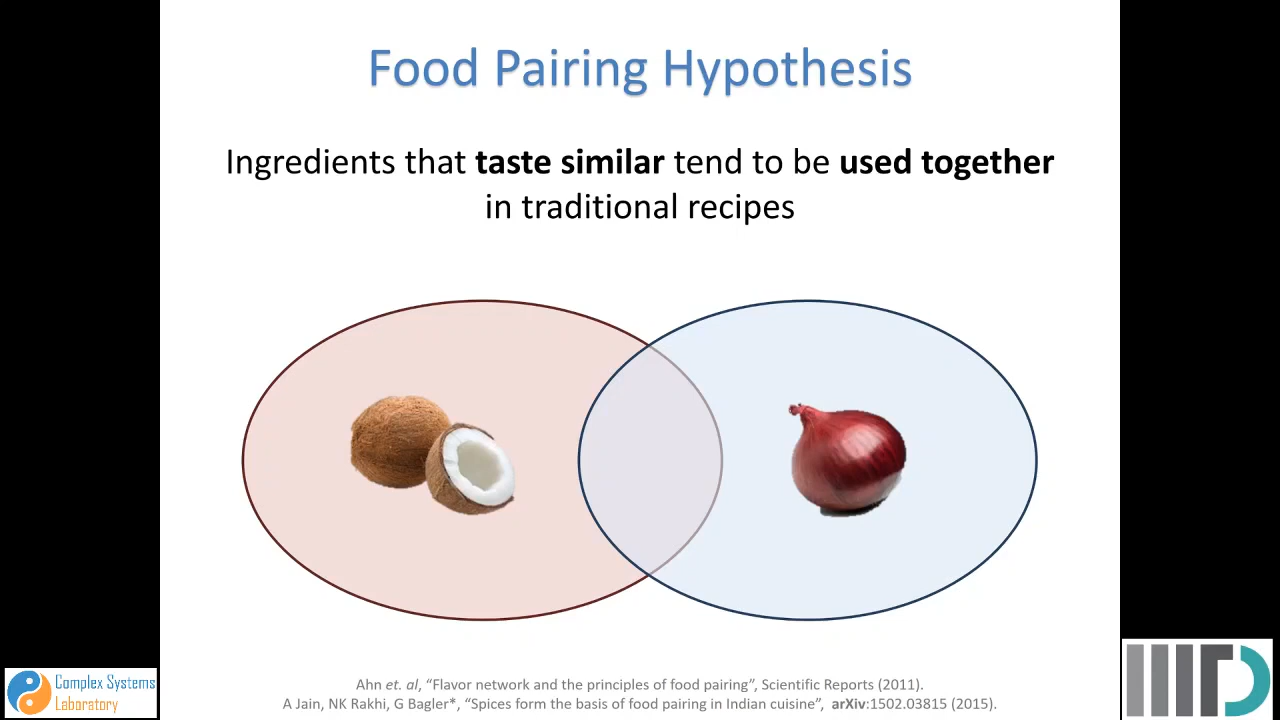 Food Pairing Hypothesis
Ingredients that taste similar tend to be used together
in traditional recipes
Ahn et. al, “Flavor network and the principles of food pairing”, Scientific Reports (2011).
A Jain, NK Rakhi, G Bagler*, “Spices form the basis of food pairing in Indian cuisine”, arXiv:1502.03815 (2015).
Complex Systems
Laboratory
IIITD